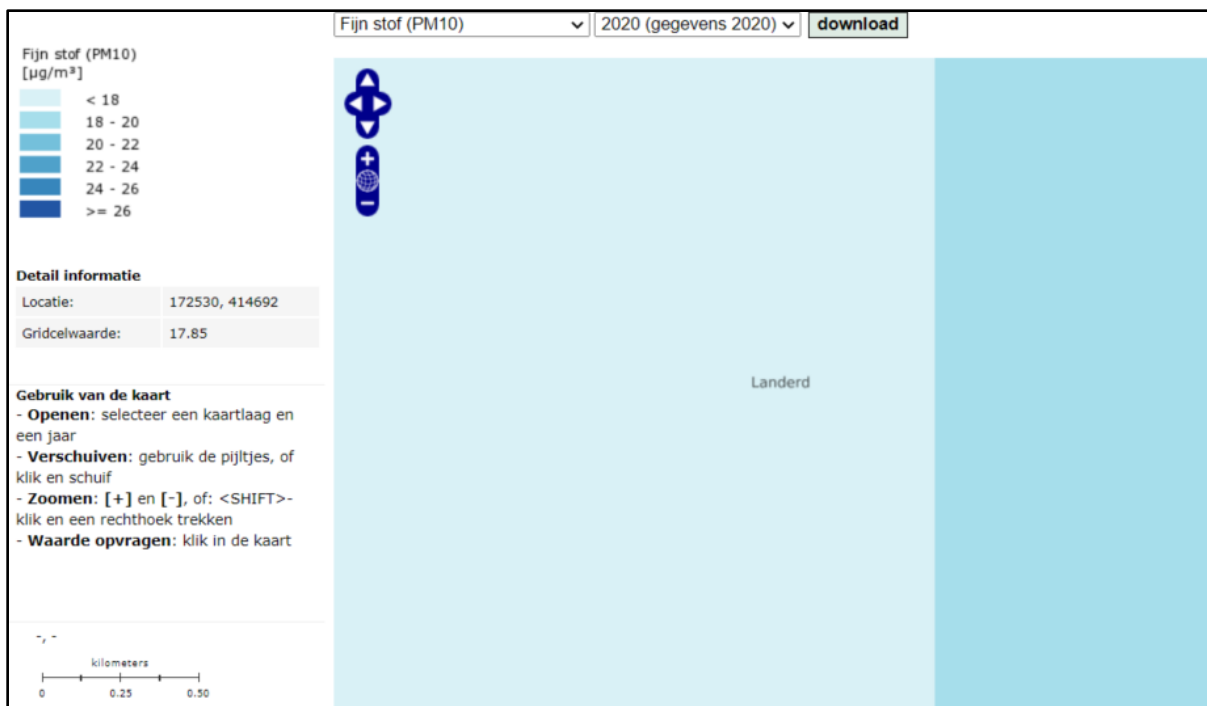 Fijn stof (PM10)
2020 (gegevens 2020)
download
Fijn stof (PM10)
[µg/m³]
< 18
18 - 20
20 - 22
22 - 24
24 - 26
>= 26
Detail informatie
Locatie: 172530, 414692
Gridcelwaarde: 17.85
Landerd
Gebruik van de kaart
- Openen: selecteer een kaartlaag en
een jaar
- Verschuiven: gebruik de pijltjes, of
klik en schuif
- Zoomen: [+] en [-], of: <SHIFT>-
klik en een rechthoek trekken
- Waarde opvragen: klik in de kaart
-, -
kilometers
0 0.25 0.50